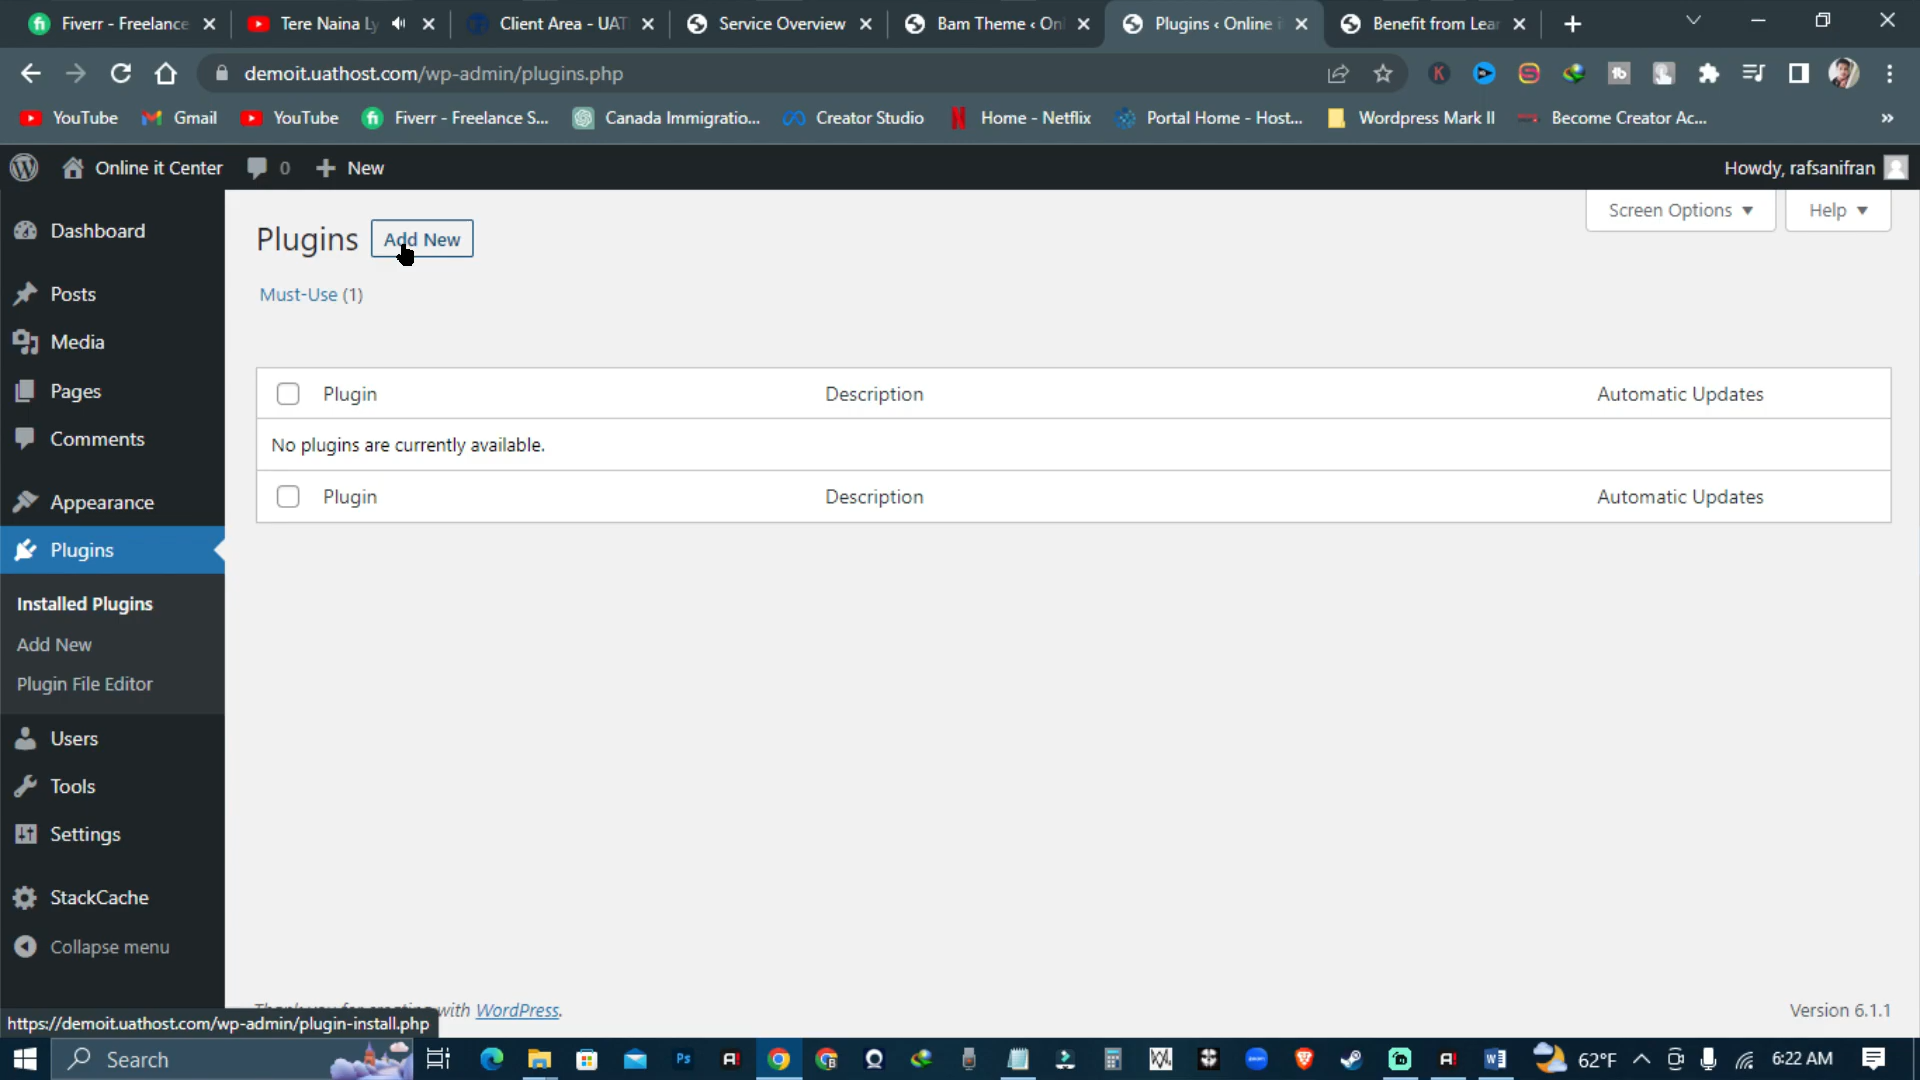 Fiverr - Freelance
Tere Naina Ly
Client Area - UAT
Service Overview
Bam Theme ‹ Onl
Plugins ‹ Online i
Benefit from Lear
demoit.uathost.com/wp-admin/plugins.php
YouTube
Gmail
YouTube
Fiverr - Freelance S...
Canada Immigratio...
Creator Studio
Home - Netflix
Portal Home - Host...
Wordpress Mark II
Become Creator Ac...
»
Online it Center
0
New
Howdy, rafsanifran
Dashboard
Posts
Media
Pages
Comments
Appearance
Plugins
Installed Plugins
Add New
Plugin File Editor
Users
Tools
Settings
StackCache
Collapse menu
Plugins
Add New
Screen Options
Help
Must-Use (1)
Plugin Description Automatic Updates
No plugins are currently available.
Plugin Description Automatic Updates
with WordPress.
Version 6.1.1
https://demoit.uathost.com/wp-admin/plugin-install.php
Search
Ps
62°F
6:22 AM